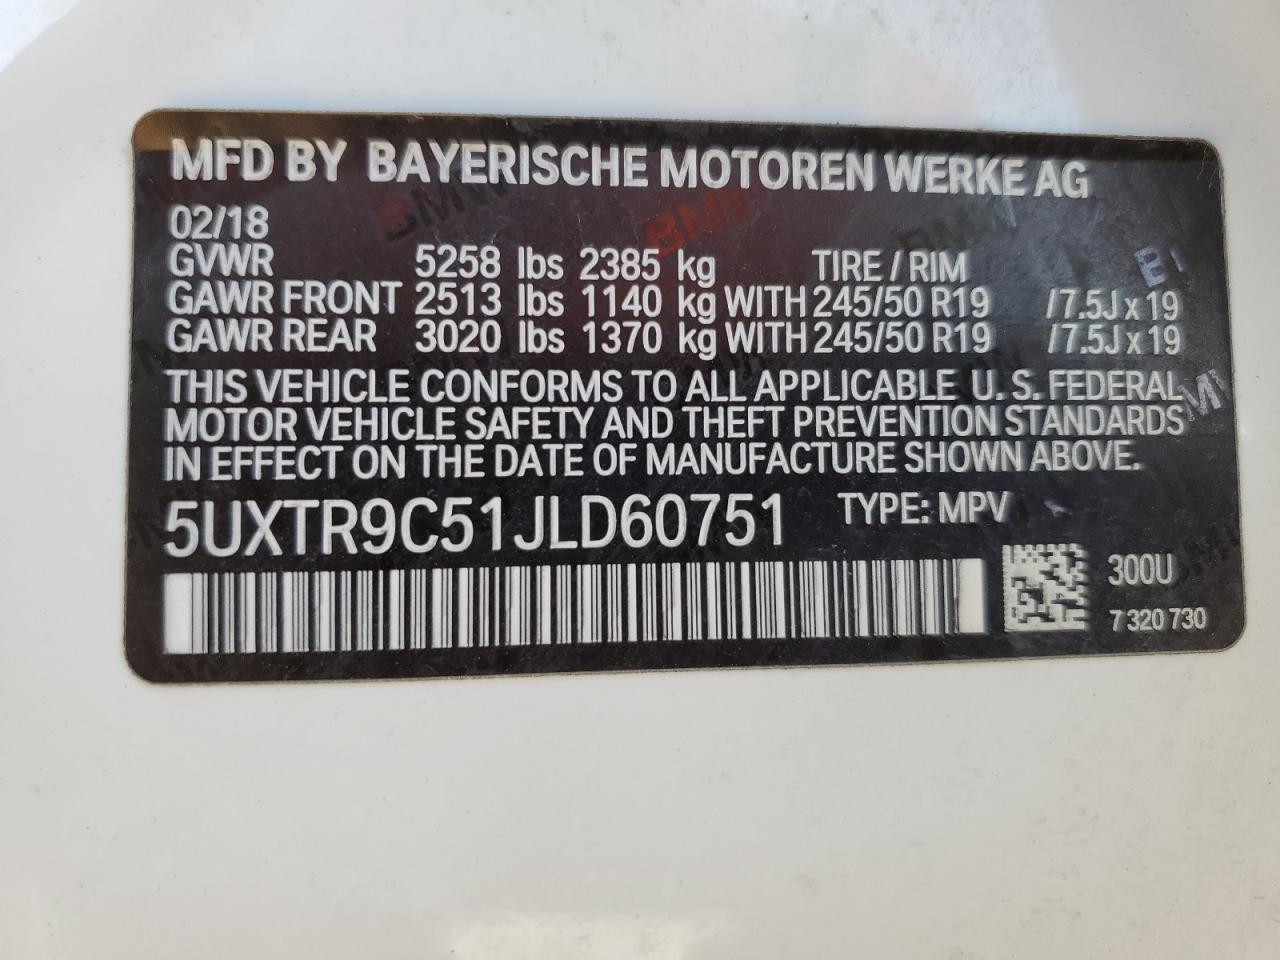 MFD BY BAYERISCHE MOTOREN WERKE AG
02/18
GVWR 5258 lbs 2385 kg TIRE / RIM
GAWR FRONT 2513 lbs 1140 kg WITH 245/50 R19 /7.5J x 19
GAWR REAR 3020 lbs 1370 kg WITH 245/50 R19 /7.5J x 19
THIS VEHICLE CONFORMS TO ALL APPLICABLE U. S. FEDERAL
MOTOR VEHICLE SAFETY AND THEFT PREVENTION STANDARDS
IN EFFECT ON THE DATE OF MANUFACTURE SHOWN ABOVE.
5UXTR9C51JLD60751 TYPE: MPV
300U
7 320 730